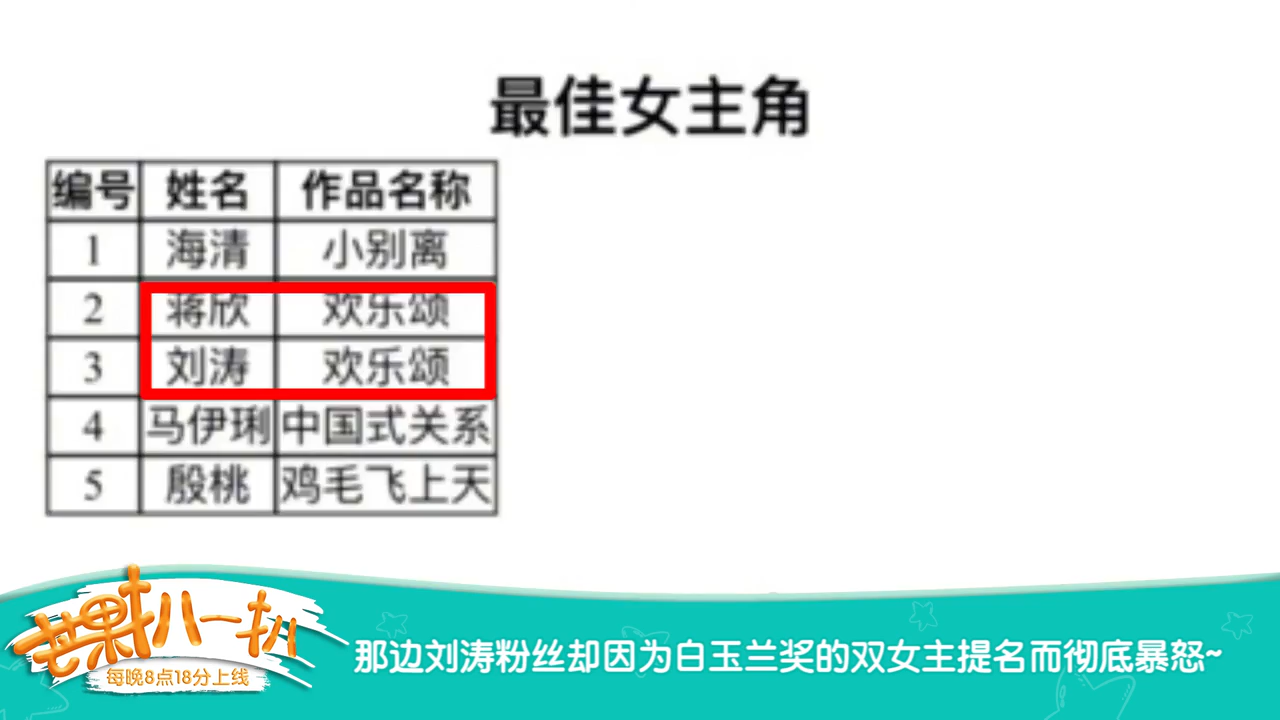 最佳女主角
编号 姓名 作品名称
1 海清 小别离
2 蒋欣 欢乐颂
3 刘涛 欢乐颂
4 马伊琍 中国式关系
5 殷桃 鸡毛飞上天
芒果扒一扒
每晚8点18分上线
那边刘涛粉丝却因为白玉兰奖的双女主提名而彻底暴怒~